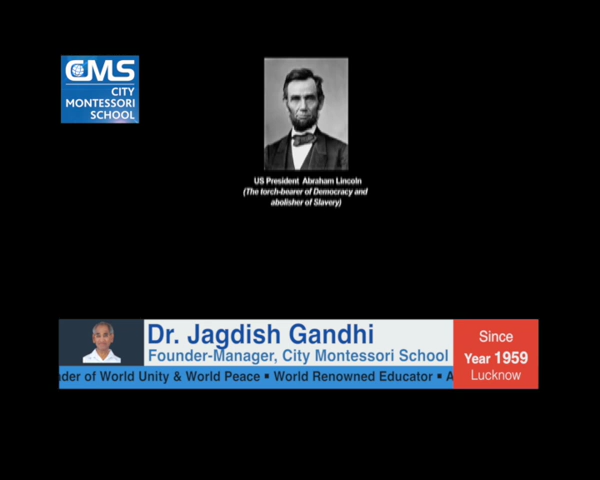 CMS
CITY
MONTESSORI
SCHOOL
US President Abraham Lincoln
(The torch-bearer of Democracy and
abolisher of Slavery)
Dr. Jagdish Gandhi
Founder-Manager, City Montessori School
of World Unity & World Peace ▪ World Renowned Educator ▪ A
Since
Year 1959
Lucknow